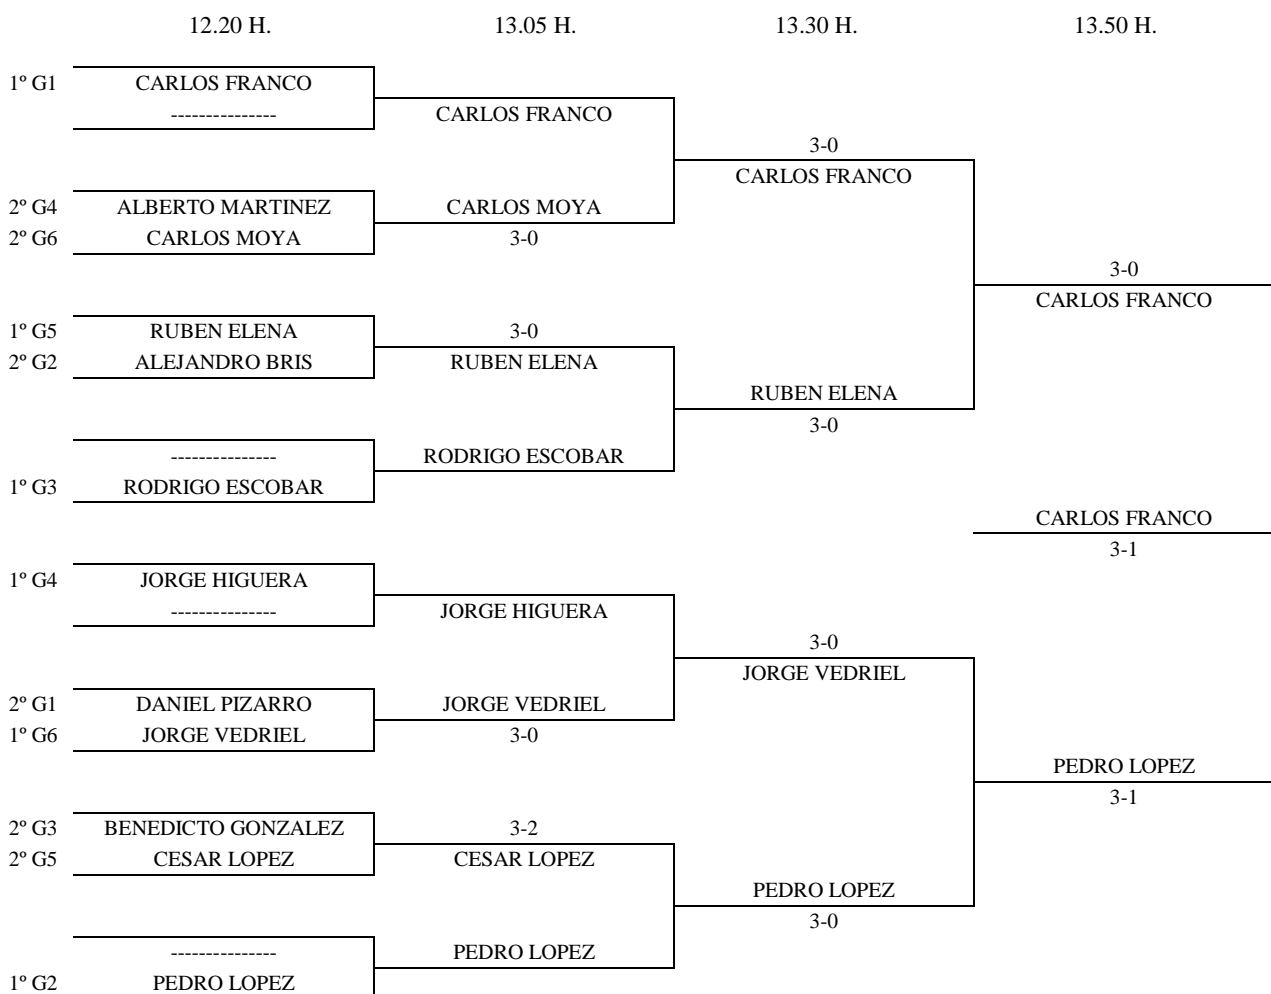 12.20 H. 13.05 H. 13.30 H. 13.50 H.
1º G1 CARLOS FRANCO
--------------- CARLOS FRANCO
3-0
CARLOS FRANCO
2º G4 ALBERTO MARTINEZ CARLOS MOYA
2º G6 CARLOS MOYA 3-0
3-0
CARLOS FRANCO
1º G5 RUBEN ELENA 3-0
2º G2 ALEJANDRO BRIS RUBEN ELENA
RUBEN ELENA
3-0
--------------- RODRIGO ESCOBAR
1º G3 RODRIGO ESCOBAR
CARLOS FRANCO
3-1
1º G4 JORGE HIGUERA
--------------- JORGE HIGUERA
3-0
JORGE VEDRIEL
2º G1 DANIEL PIZARRO JORGE VEDRIEL
1º G6 JORGE VEDRIEL 3-0
PEDRO LOPEZ
3-1
2º G3 BENEDICTO GONZALEZ 3-2
2º G5 CESAR LOPEZ CESAR LOPEZ
PEDRO LOPEZ
3-0
--------------- PEDRO LOPEZ
1º G2 PEDRO LOPEZ